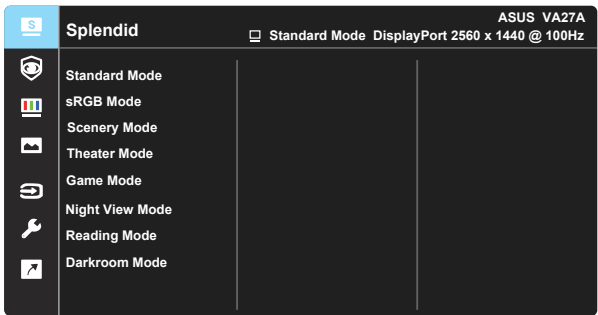 S
Splendid
ASUS VA27A
Standard Mode DisplayPort 2560 x 1440 @ 100Hz
Standard Mode
sRGB Mode
Scenery Mode
Theater Mode
Game Mode
Night View Mode
Reading Mode
Darkroom Mode